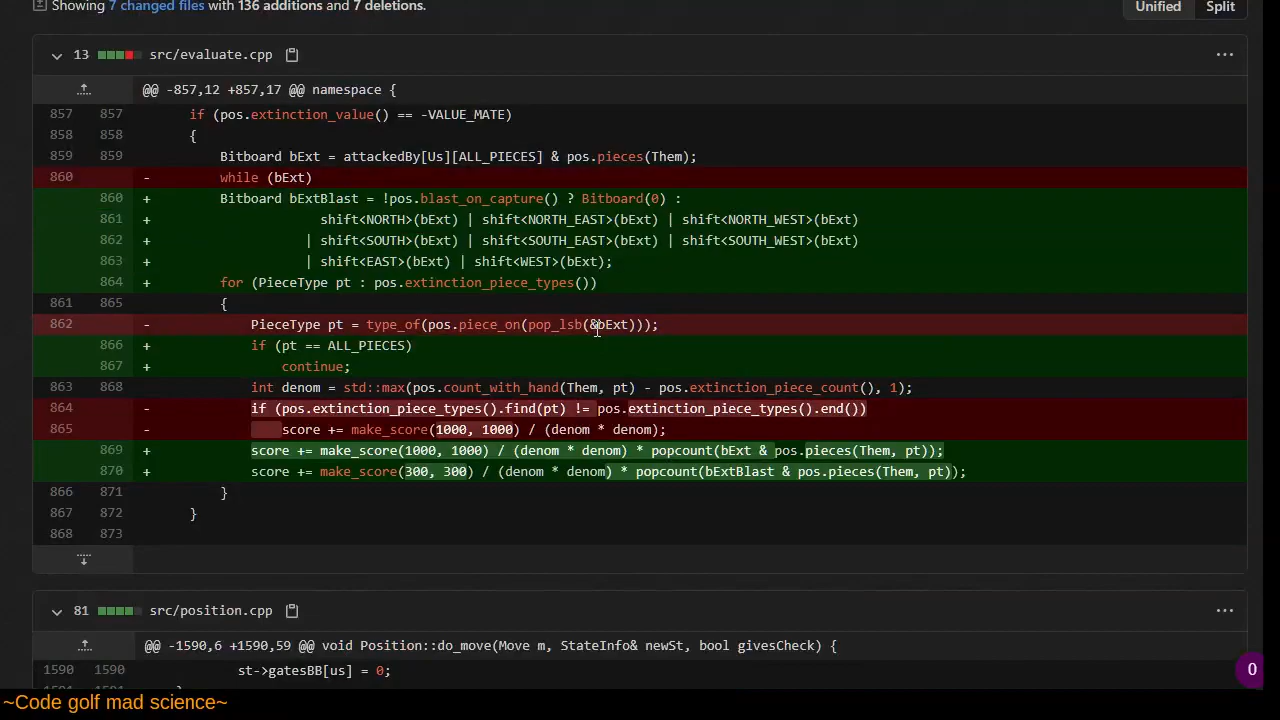 Showing 7 changed files with 136 additions and 7 deletions.
Unified Split
13 src/evaluate.cpp ···
@@ -857,12 +857,17 @@ namespace {
857 857 if (pos.extinction_value() == -VALUE_MATE)
858 858 {
859 859 Bitboard bExt = attackedBy[Us][ALL_PIECES] & pos.pieces(Them);
860 - while (bExt)
860 + Bitboard bExtBlast = !pos.blast_on_capture() ? Bitboard(0) :
861 + shift<NORTH>(bExt) | shift<NORTH_EAST>(bExt) | shift<NORTH_WEST>(bExt)
862 + | shift<SOUTH>(bExt) | shift<SOUTH_EAST>(bExt) | shift<SOUTH_WEST>(bExt)
863 + | shift<EAST>(bExt) | shift<WEST>(bExt);
864 + for (PieceType pt : pos.extinction_piece_types())
861 865 {
862 - PieceType pt = type_of(pos.piece_on(pop_lsb(&bExt)));
866 + if (pt == ALL_PIECES)
867 + continue;
863 868 int denom = std::max(pos.count_with_hand(Them, pt) - pos.extinction_piece_count(), 1);
864 - if (pos.extinction_piece_types().find(pt) != pos.extinction_piece_types().end())
865 - score += make_score(1000, 1000) / (denom * denom);
869 + score += make_score(1000, 1000) / (denom * denom) * popcount(bExt & pos.pieces(Them, pt));
870 + score += make_score(300, 300) / (denom * denom) * popcount(bExtBlast & pos.pieces(Them, pt));
866 871 }
867 872 }
868 873
81 src/position.cpp ···
@@ -1590,6 +1590,59 @@ void Position::do_move(Move m, StateInfo& newSt, bool givesCheck) {
1590 1590 st->gatesBB[us] = 0;
0
~Code golf mad science~